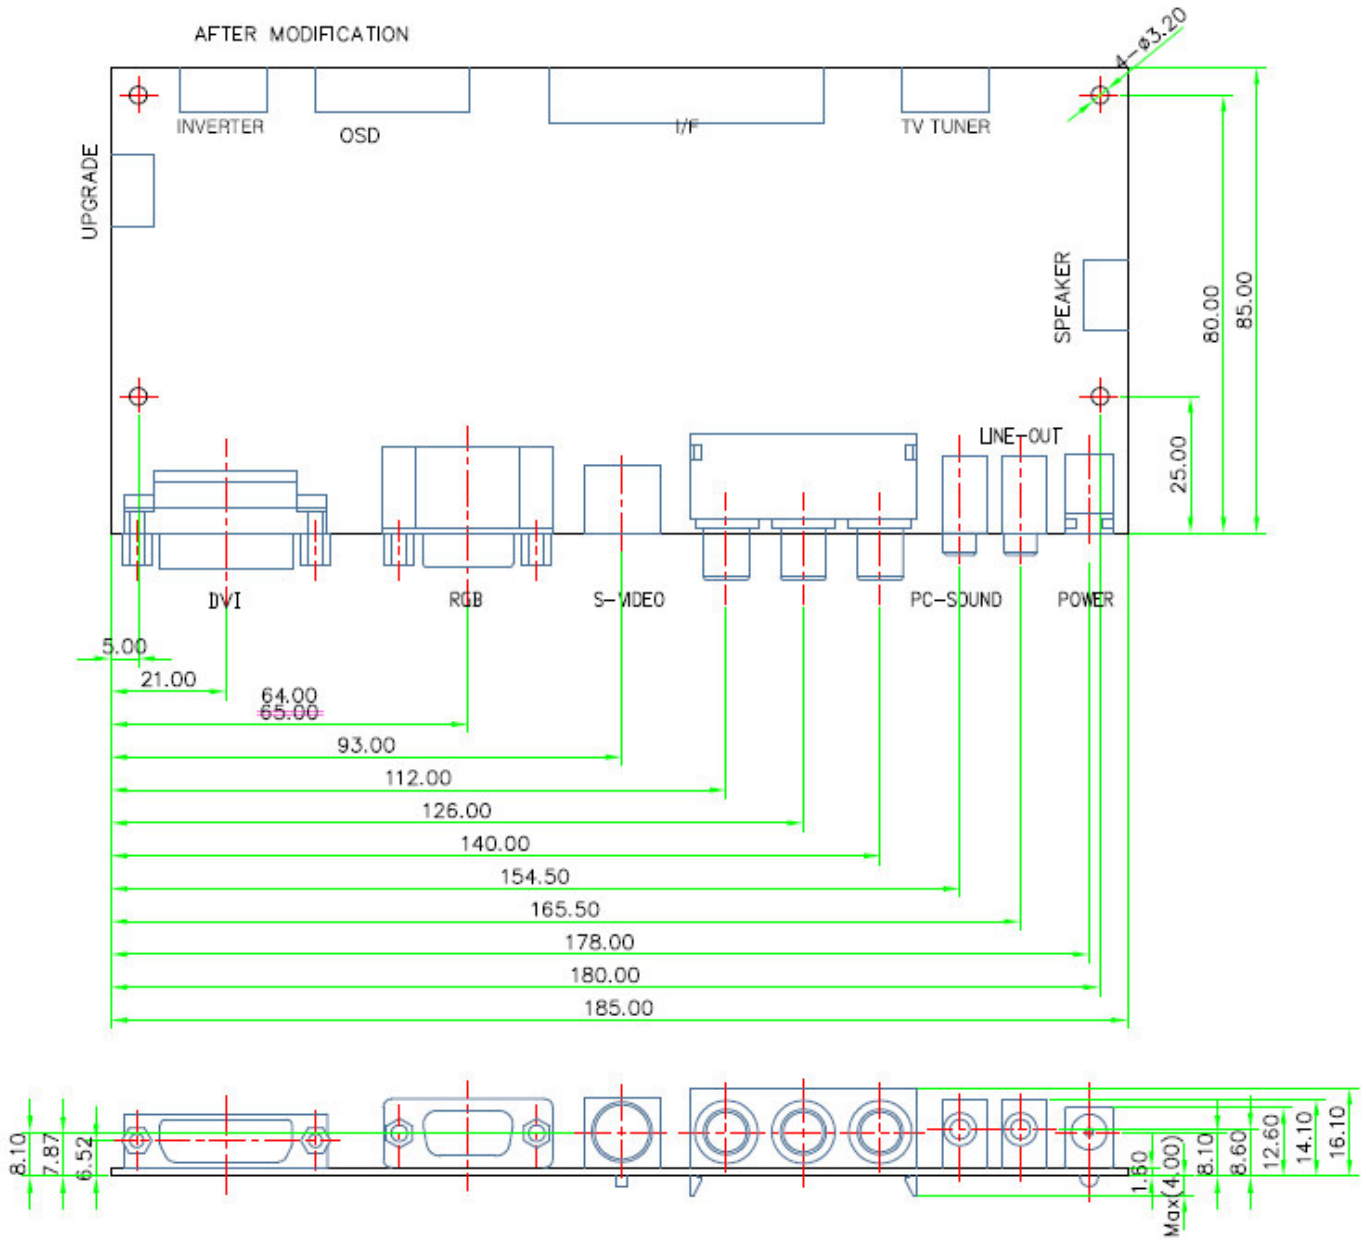 AFTER MODIFICATION
4-ø3.20
INVERTER
OSD
I/F
TV TUNER
UPGRADE
SPEAKER
80.00
85.00
25.00
LINE-OUT
DVI
RGB
S-VIDEO
PC-SOUND
POWER
5.00
21.00
64.00
65.00
93.00
112.00
126.00
140.00
154.50
165.50
178.00
180.00
185.00
8.10
7.87
6.52
1.60
Max(4.00)
8.10
8.60
12.60
14.10
16.10